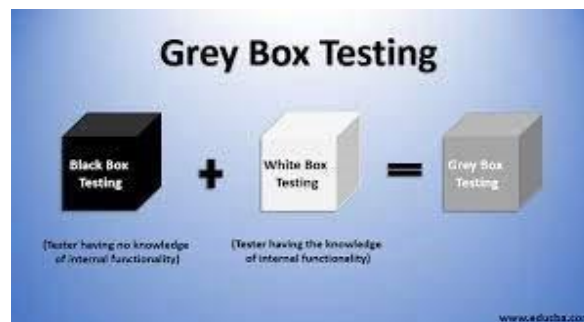 Grey Box Testing
Black Box
Testing
+
White Box
Testing
=
Grey Box
Testing
(Tester having no knowledge
of internal functionality)
(Tester having the knowledge
of internal functionality)
www.educba.com